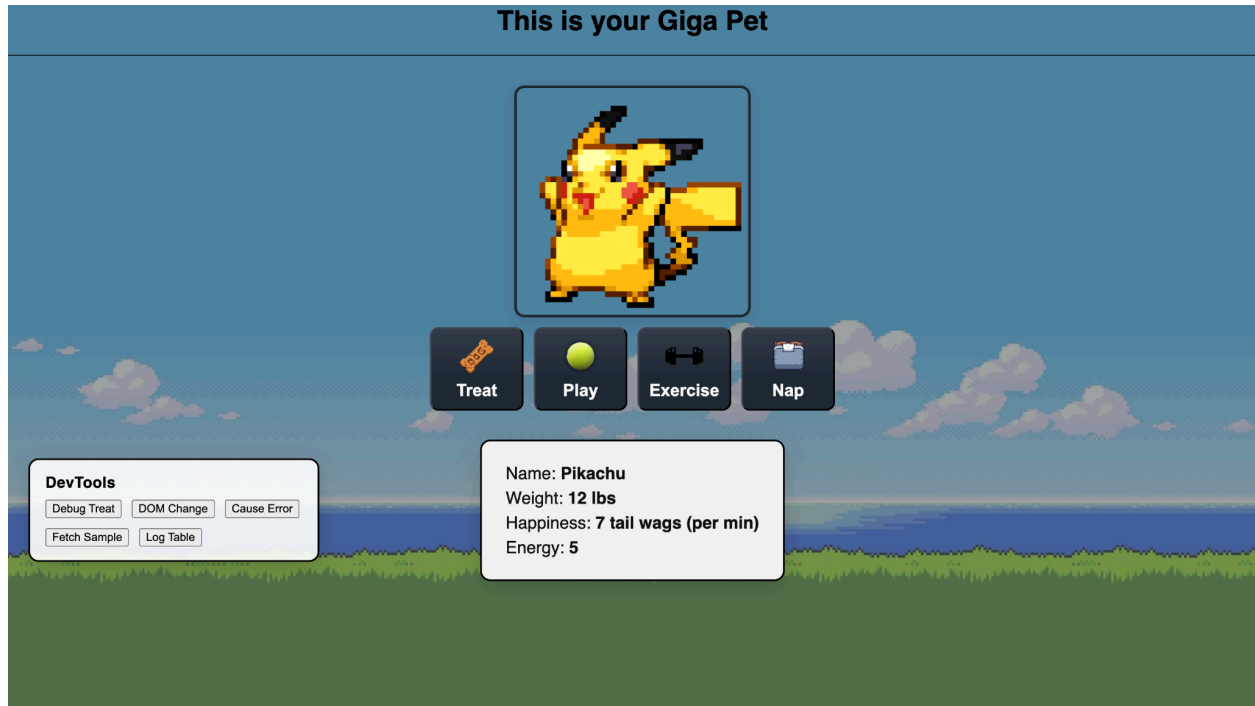 This is your Giga Pet
Treat
Play
Exercise
Nap
DevTools
Debug Treat
DOM Change
Cause Error
Fetch Sample
Log Table
Name: Pikachu
Weight: 12 lbs
Happiness: 7 tail wags (per min)
Energy: 5